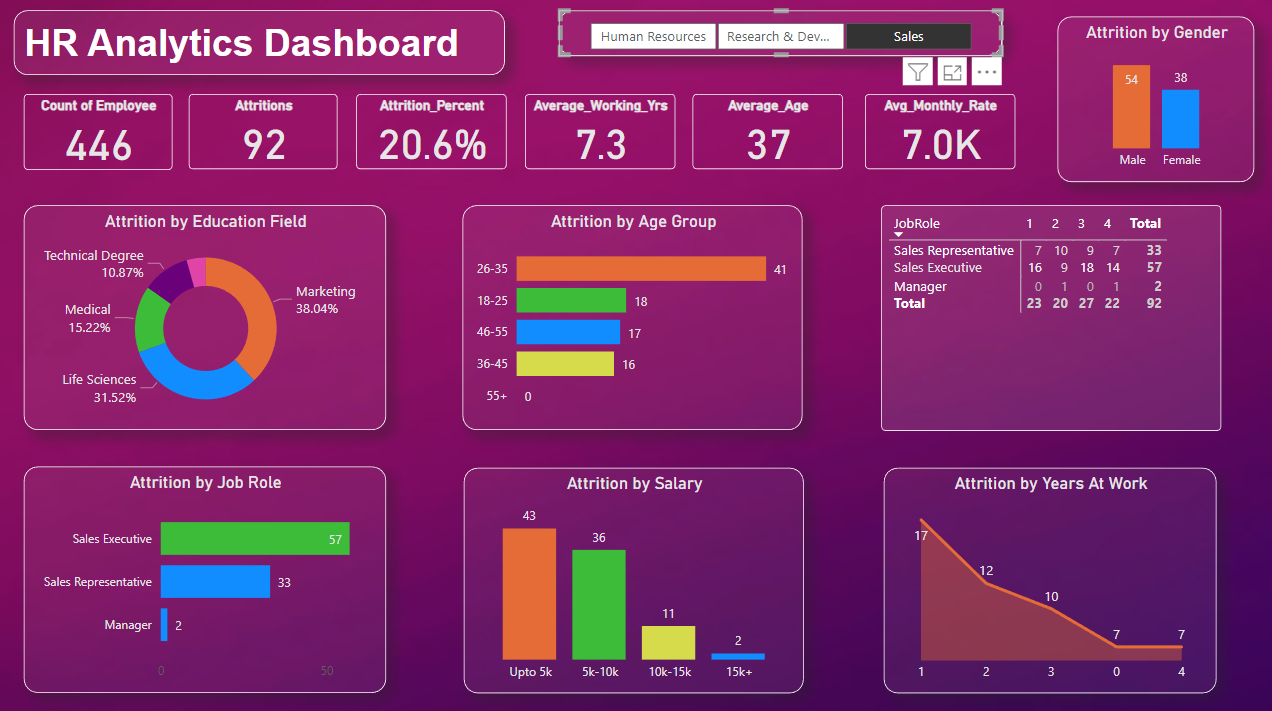 HR Analytics Dashboard
Human Resources
Research & Dev...
Sales
Attrition by Gender
54
38
Male
Female
Count of Employee
446
Attritions
92
Attrition_Percent
20.6%
Average_Working_Yrs
7.3
Average_Age
37
Avg_Monthly_Rate
7.0K
Attrition by Education Field
Technical Degree
10.87%
Marketing
38.04%
Medical
15.22%
Life Sciences
31.52%
Attrition by Age Group
26-35 41
18-25 18
46-55 17
36-45 16
55+ 0
JobRole 1 2 3 4 Total
Sales Representative 7 10 9 7 33
Sales Executive 16 9 18 14 57
Manager 0 1 0 1 2
Total 23 20 27 22 92
Attrition by Job Role
Sales Executive 57
Sales Representative 33
Manager 2
0 50
Attrition by Salary
43
36
11
2
Upto 5k 5k-10k 10k-15k 15k+
Attrition by Years At Work
17
12
10
7
7
1 2 3 0 4